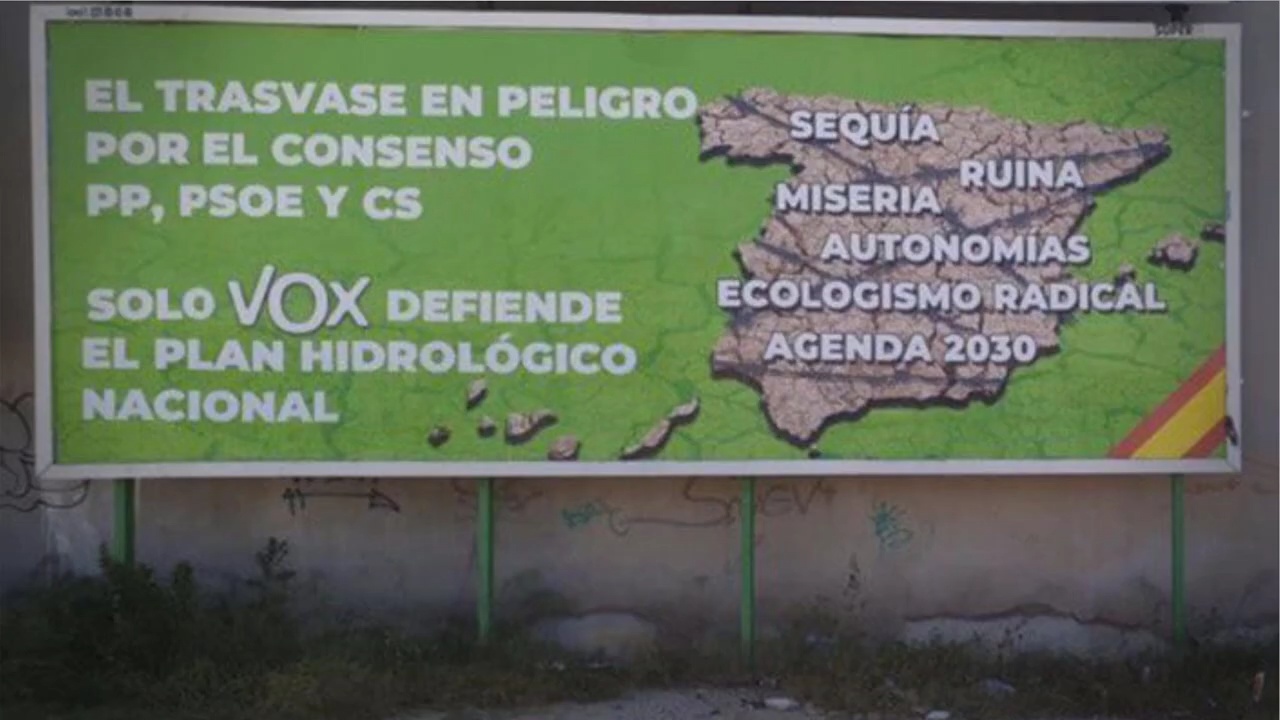 EL TRASVASE EN PELIGRO
POR EL CONSENSO
PP, PSOE Y CS
SOLO VOX DEFIENDE
EL PLAN HIDROLÓGICO
NACIONAL
SEQUÍA
RUINA
MISERIA
AUTONOMÍAS
ECOLOGISMO RADICAL
AGENDA 2030